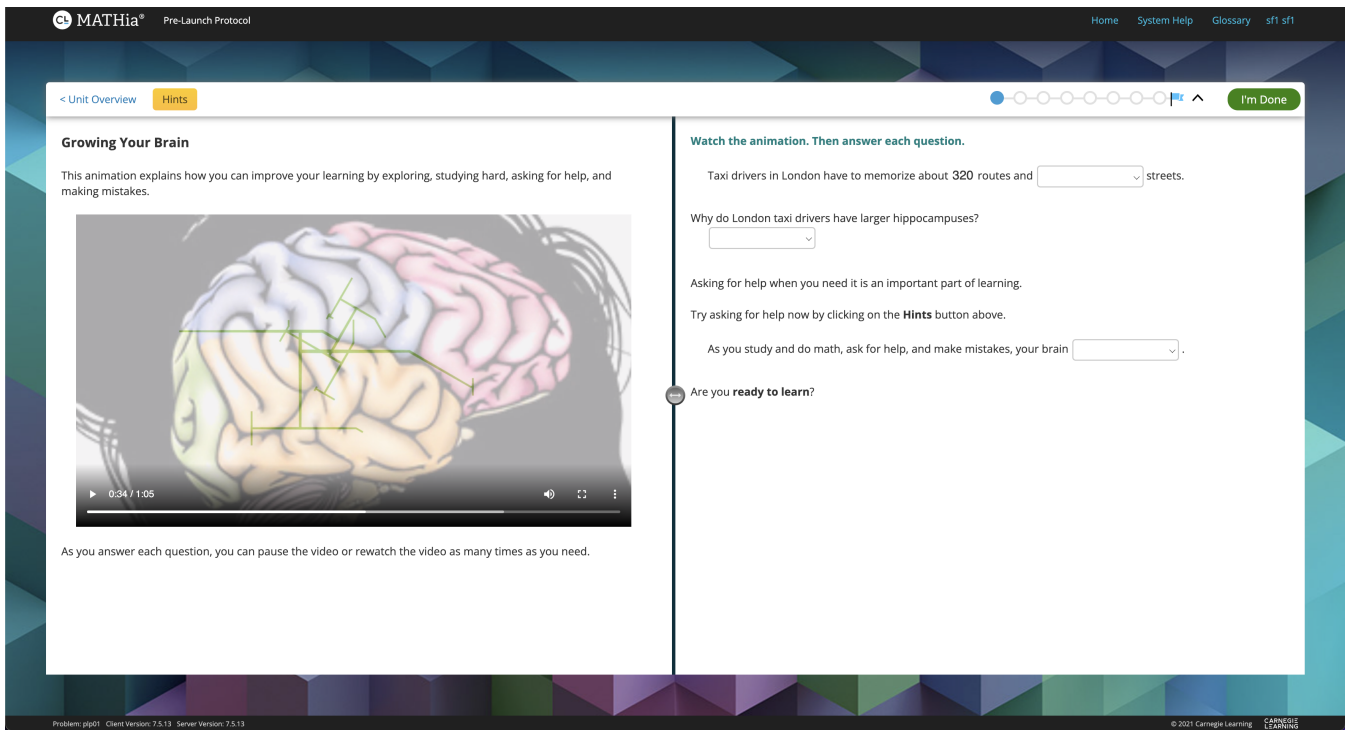 CL MATHia® Pre-Launch Protocol Home System Help Glossary sf1 sf1
< Unit Overview Hints I'm Done
Growing Your Brain
This animation explains how you can improve your learning by exploring, studying hard, asking for help, and
making mistakes.
0:34 / 1:05
As you answer each question, you can pause the video or rewatch the video as many times as you need.
Watch the animation. Then answer each question.
Taxi drivers in London have to memorize about 320 routes and streets.
Why do London taxi drivers have larger hippocampuses?
Asking for help when you need it is an important part of learning.
Try asking for help now by clicking on the Hints button above.
As you study and do math, ask for help, and make mistakes, your brain .
Are you ready to learn?
Problem: plp01 Client Version: 7.5.13 Server Version: 7.5.13 © 2021 Carnegie Learning CARNEGIE
LEARNING